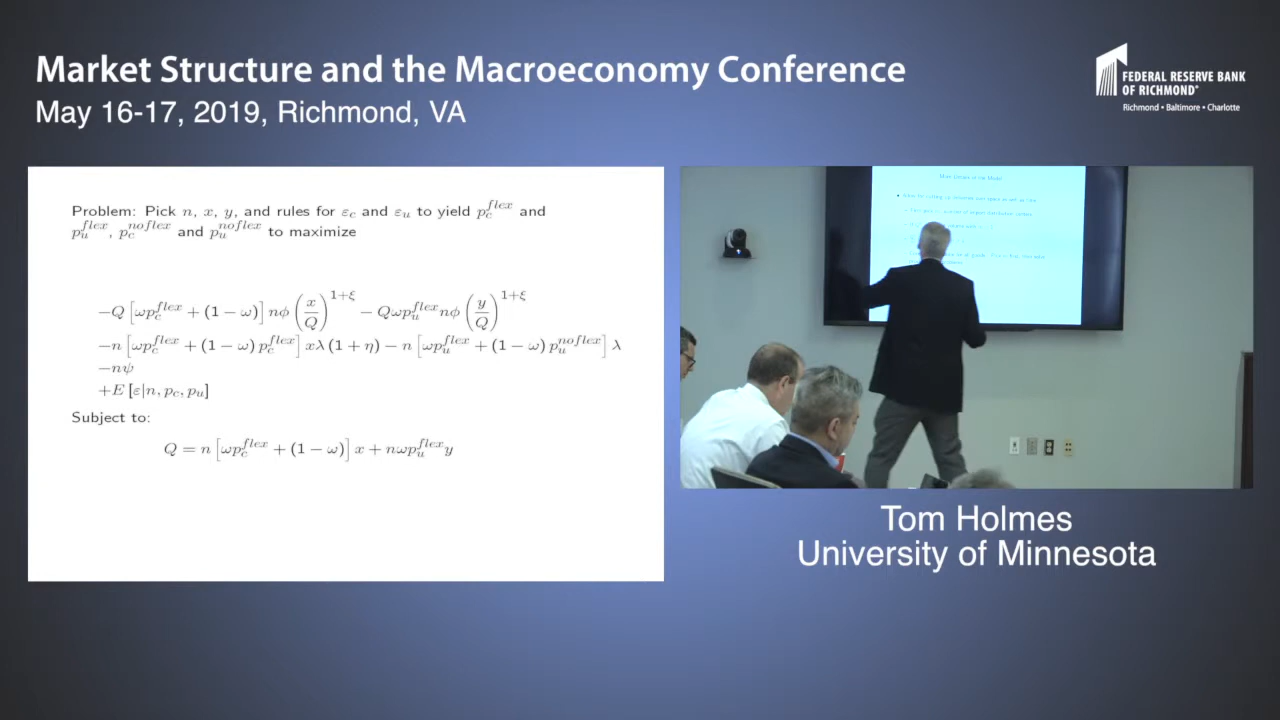 Market Structure and the Macroeconomy Conference
May 16-17, 2019, Richmond, VA
FEDERAL RESERVE BANK
OF RICHMOND®
Richmond • Baltimore • Charlotte
Problem: Pick n, x, y, and rules for ε_c and ε_u to yield p_c^{flex} and
p_u^{flex}, p_c^{noflex} and p_u^{noflex} to maximize
−Q [ωp_c^{flex} + (1 − ω)] nφ (x/Q)^{1+ξ} − Qωp_u^{flex} nφ (y/Q)^{1+ξ}
−n [ωp_c^{flex} + (1 − ω) p_c^{flex}] xλ (1 + η) − n [ωp_u^{flex} + (1 − ω) p_u^{noflex}] λ
−nψ
+E [ε|n, p_c, p_u]
Subject to:
Q = n [ωp_c^{flex} + (1 − ω)] x + nωp_u^{flex} y
Tom Holmes
University of Minnesota